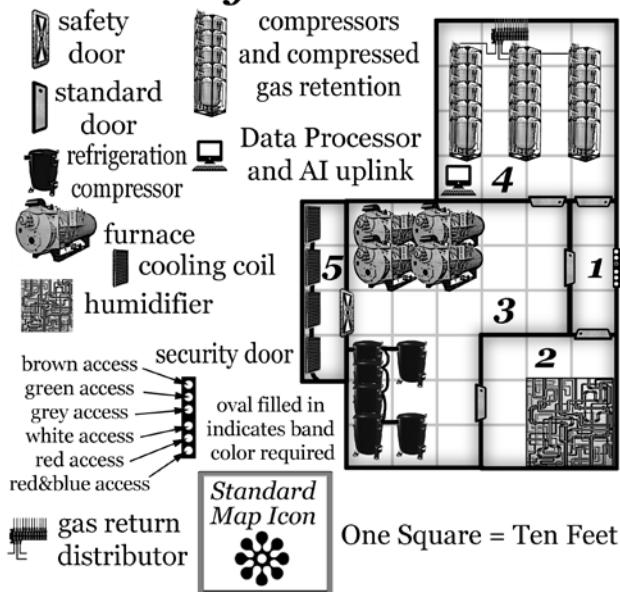 safety
door
compressors
and compressed
gas retention
standard
door
Data Processor
and AI uplink
refrigeration
compressor
furnace
cooling coil
humidifier
4
5
1
3
2
security door
brown access
green access
grey access
white access
red access
red&blue access
oval filled in
indicates band
color required
gas return
distributor
Standard
Map Icon
One Square = Ten Feet